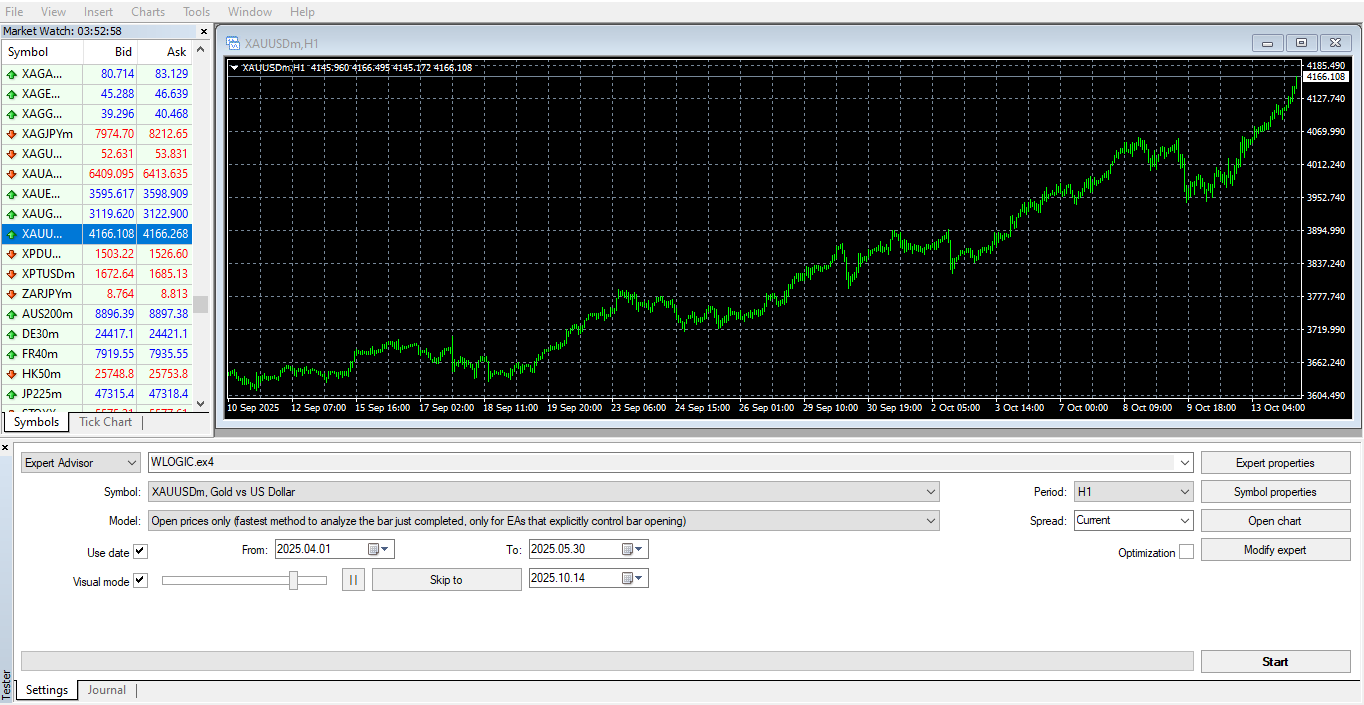 File View Insert Charts Tools Window Help
Market Watch: 03:52:58
Symbol Bid Ask
XAGA... 80.714 83.129
XAGE... 45.288 46.639
XAGG... 39.296 40.468
XAGJPYm 7974.70 8212.65
XAGU... 52.631 53.831
XAUA... 6409.095 6413.635
XAUE... 3595.617 3598.909
XAUG... 3119.620 3122.900
XAUU... 4166.108 4166.268
XPDU... 1503.22 1526.60
XPTUSDm 1672.64 1685.13
ZARJPYm 8.764 8.813
AUS200m 8896.39 8897.38
DE30m 24417.1 24421.1
FR40m 7919.55 7935.55
HK50m 25748.8 25753.8
JP225m 47315.4 47318.4
Symbols Tick Chart
XAUUSDm,H1
XAUUSDm,H1 4145.960 4166.495 4145.172 4166.108
4185.490
4166.108
4127.740
4069.990
4012.240
3952.740
3894.990
3837.240
3777.740
3719.990
3662.240
3604.490
10 Sep 2025 12 Sep 07:00 15 Sep 16:00 17 Sep 02:00 18 Sep 11:00 19 Sep 20:00 23 Sep 06:00 24 Sep 15:00 26 Sep 01:00 29 Sep 10:00 30 Sep 19:00 2 Oct 05:00 3 Oct 14:00 7 Oct 00:00 8 Oct 09:00 9 Oct 18:00 13 Oct 04:00
Expert Advisor WLOGIC.ex4 Expert properties
Symbol: XAUUSDm, Gold vs US Dollar Period: H1 Symbol properties
Model: Open prices only (fastest method to analyze the bar just completed, only for EAs that explicitly control bar opening) Spread: Current Open chart
Use date From: 2025.04.01 To: 2025.05.30 Optimization Modify expert
Visual mode Skip to 2025.10.14
Start
Tester
Settings Journal